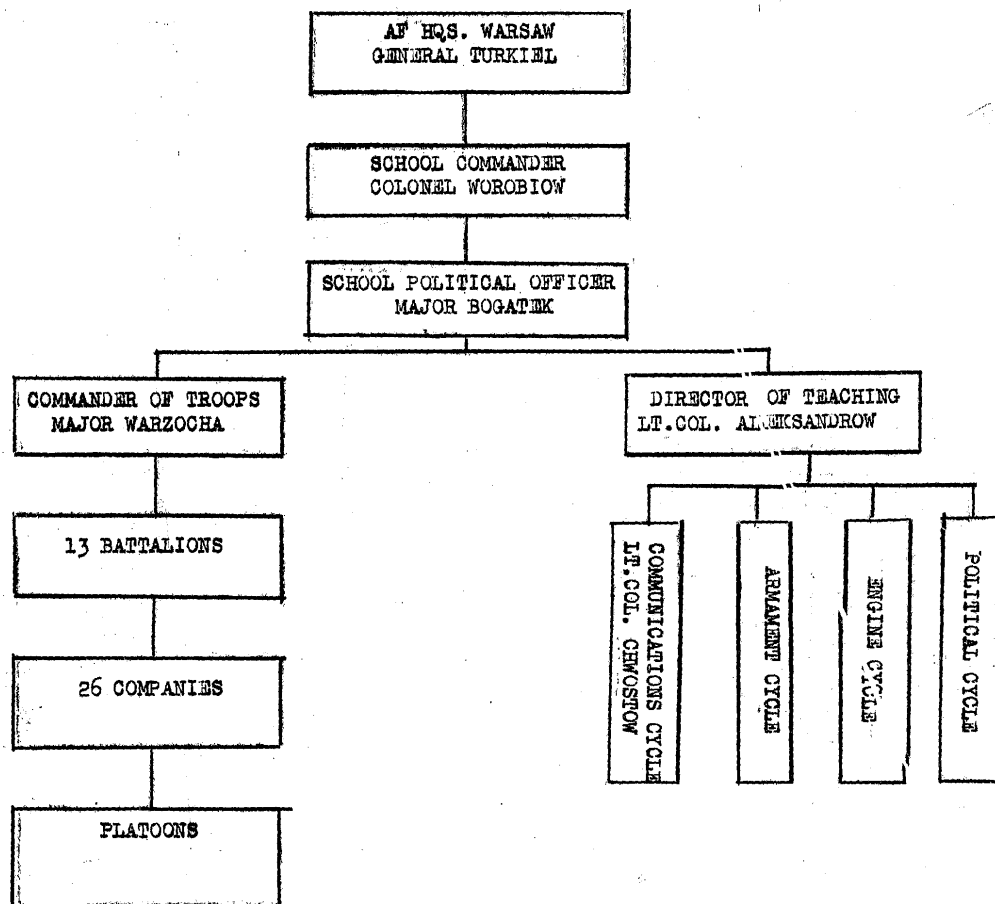 AF HQS. WARSAW
GENERAL TURKIEL
SCHOOL COMMANDER
COLONEL WOROBIOW
SCHOOL POLITICAL OFFICER
MAJOR BOGATEK
COMMANDER OF TROOPS
MAJOR WARZOCHA
DIRECTOR OF TEACHING
LT.COL. ALEKSANDROW
13 BATTALIONS
26 COMPANIES
PLATOONS
COMMUNICATIONS CYCLE
LT.COL. CHWOSTOW
ARMAMENT CYCLE
ENGINE CYCLE
POLITICAL CYCLE